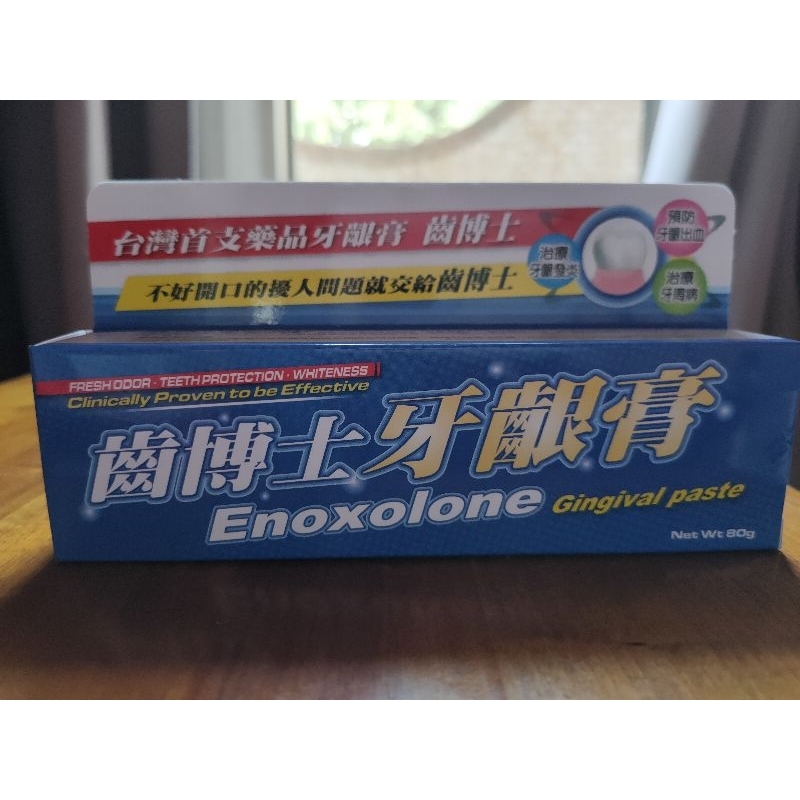 台灣首支藥品牙齦膏 齒博士
不好開口的擾人問題就交給齒博士
治療
牙齦發炎
預防
牙齦出血
治療
牙周病
FRESH ODOR · TEETH PROTECTION · WHITENESS
Clinically Proven to be Effective
齒博士牙齦膏
Enoxolone Gingival paste
Net Wt 80g